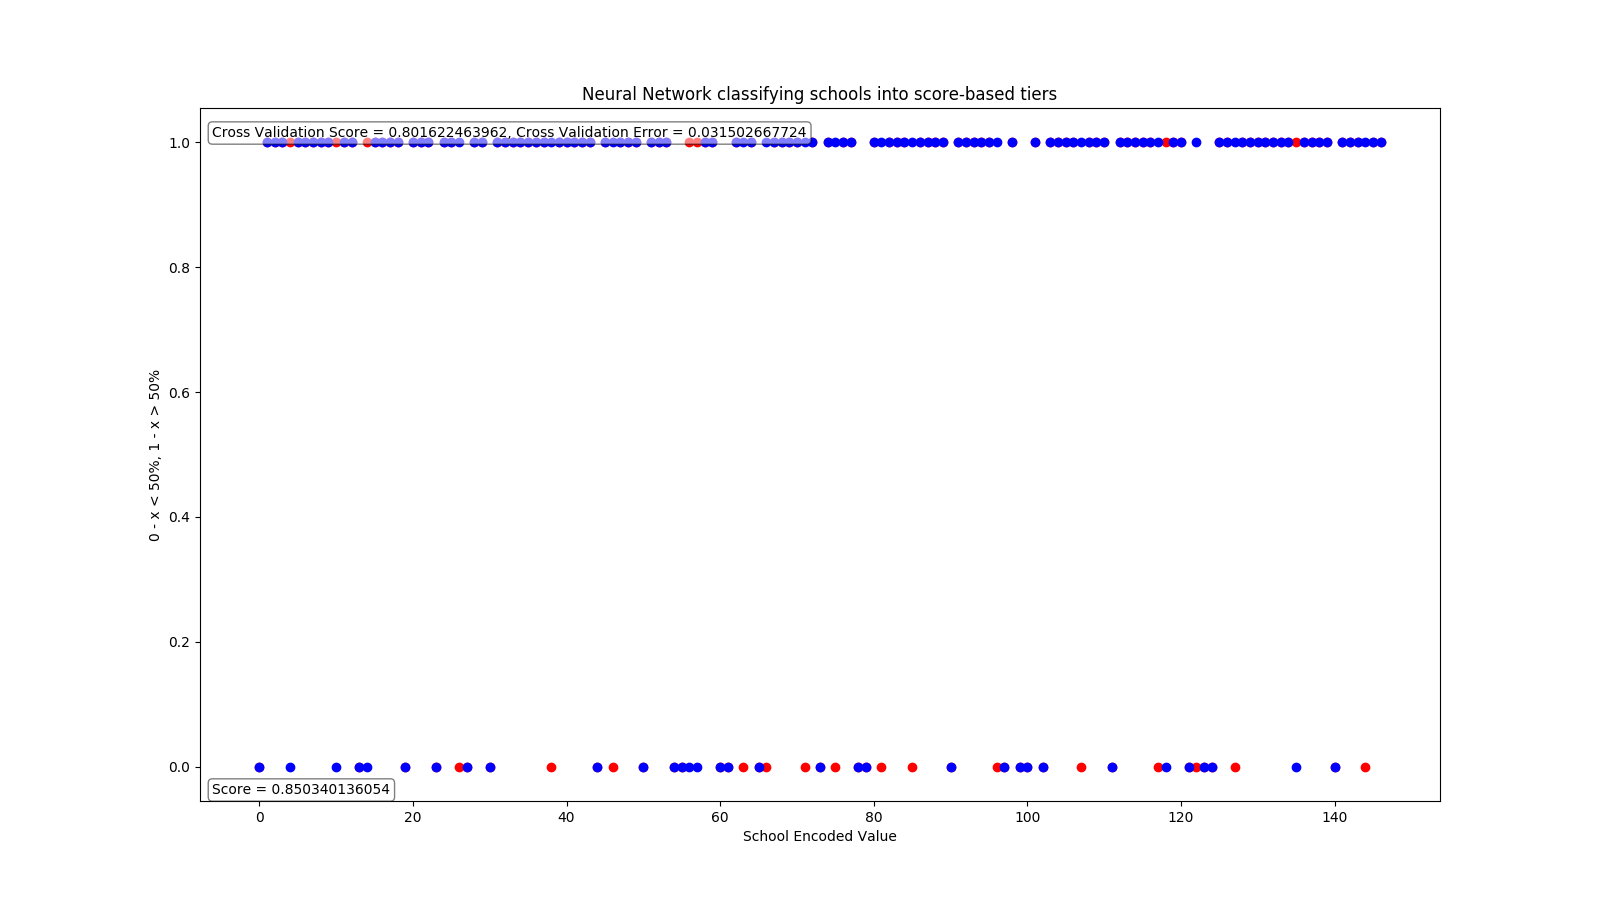 Neural Network classifying schools into score-based tiers
Cross Validation Score = 0.801622463962, Cross Validation Error = 0.031502667724
1.0
0.8
0.6
0.4
0.2
0.0
0 - x < 50%, 1 - x > 50%
Score = 0.850340136054
0 20 40 60 80 100 120 140
School Encoded Value